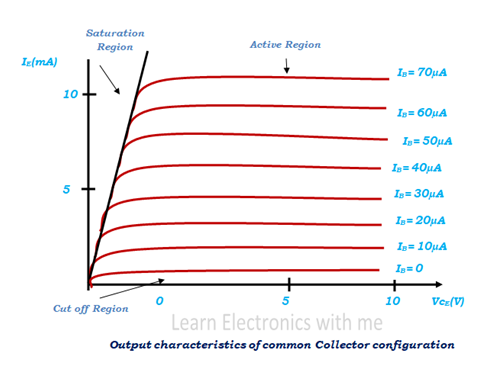 Saturation
Region
Active Region
IE(mA)
IB= 70µA
10
IB= 60µA
IB= 50µA
IB= 40µA
5
IB= 30µA
IB= 20µA
IB= 10µA
IB= 0
Cut off Region
0
5
10
VCE(V)
Learn Electronics with me
Output characteristics of common Collector configuration